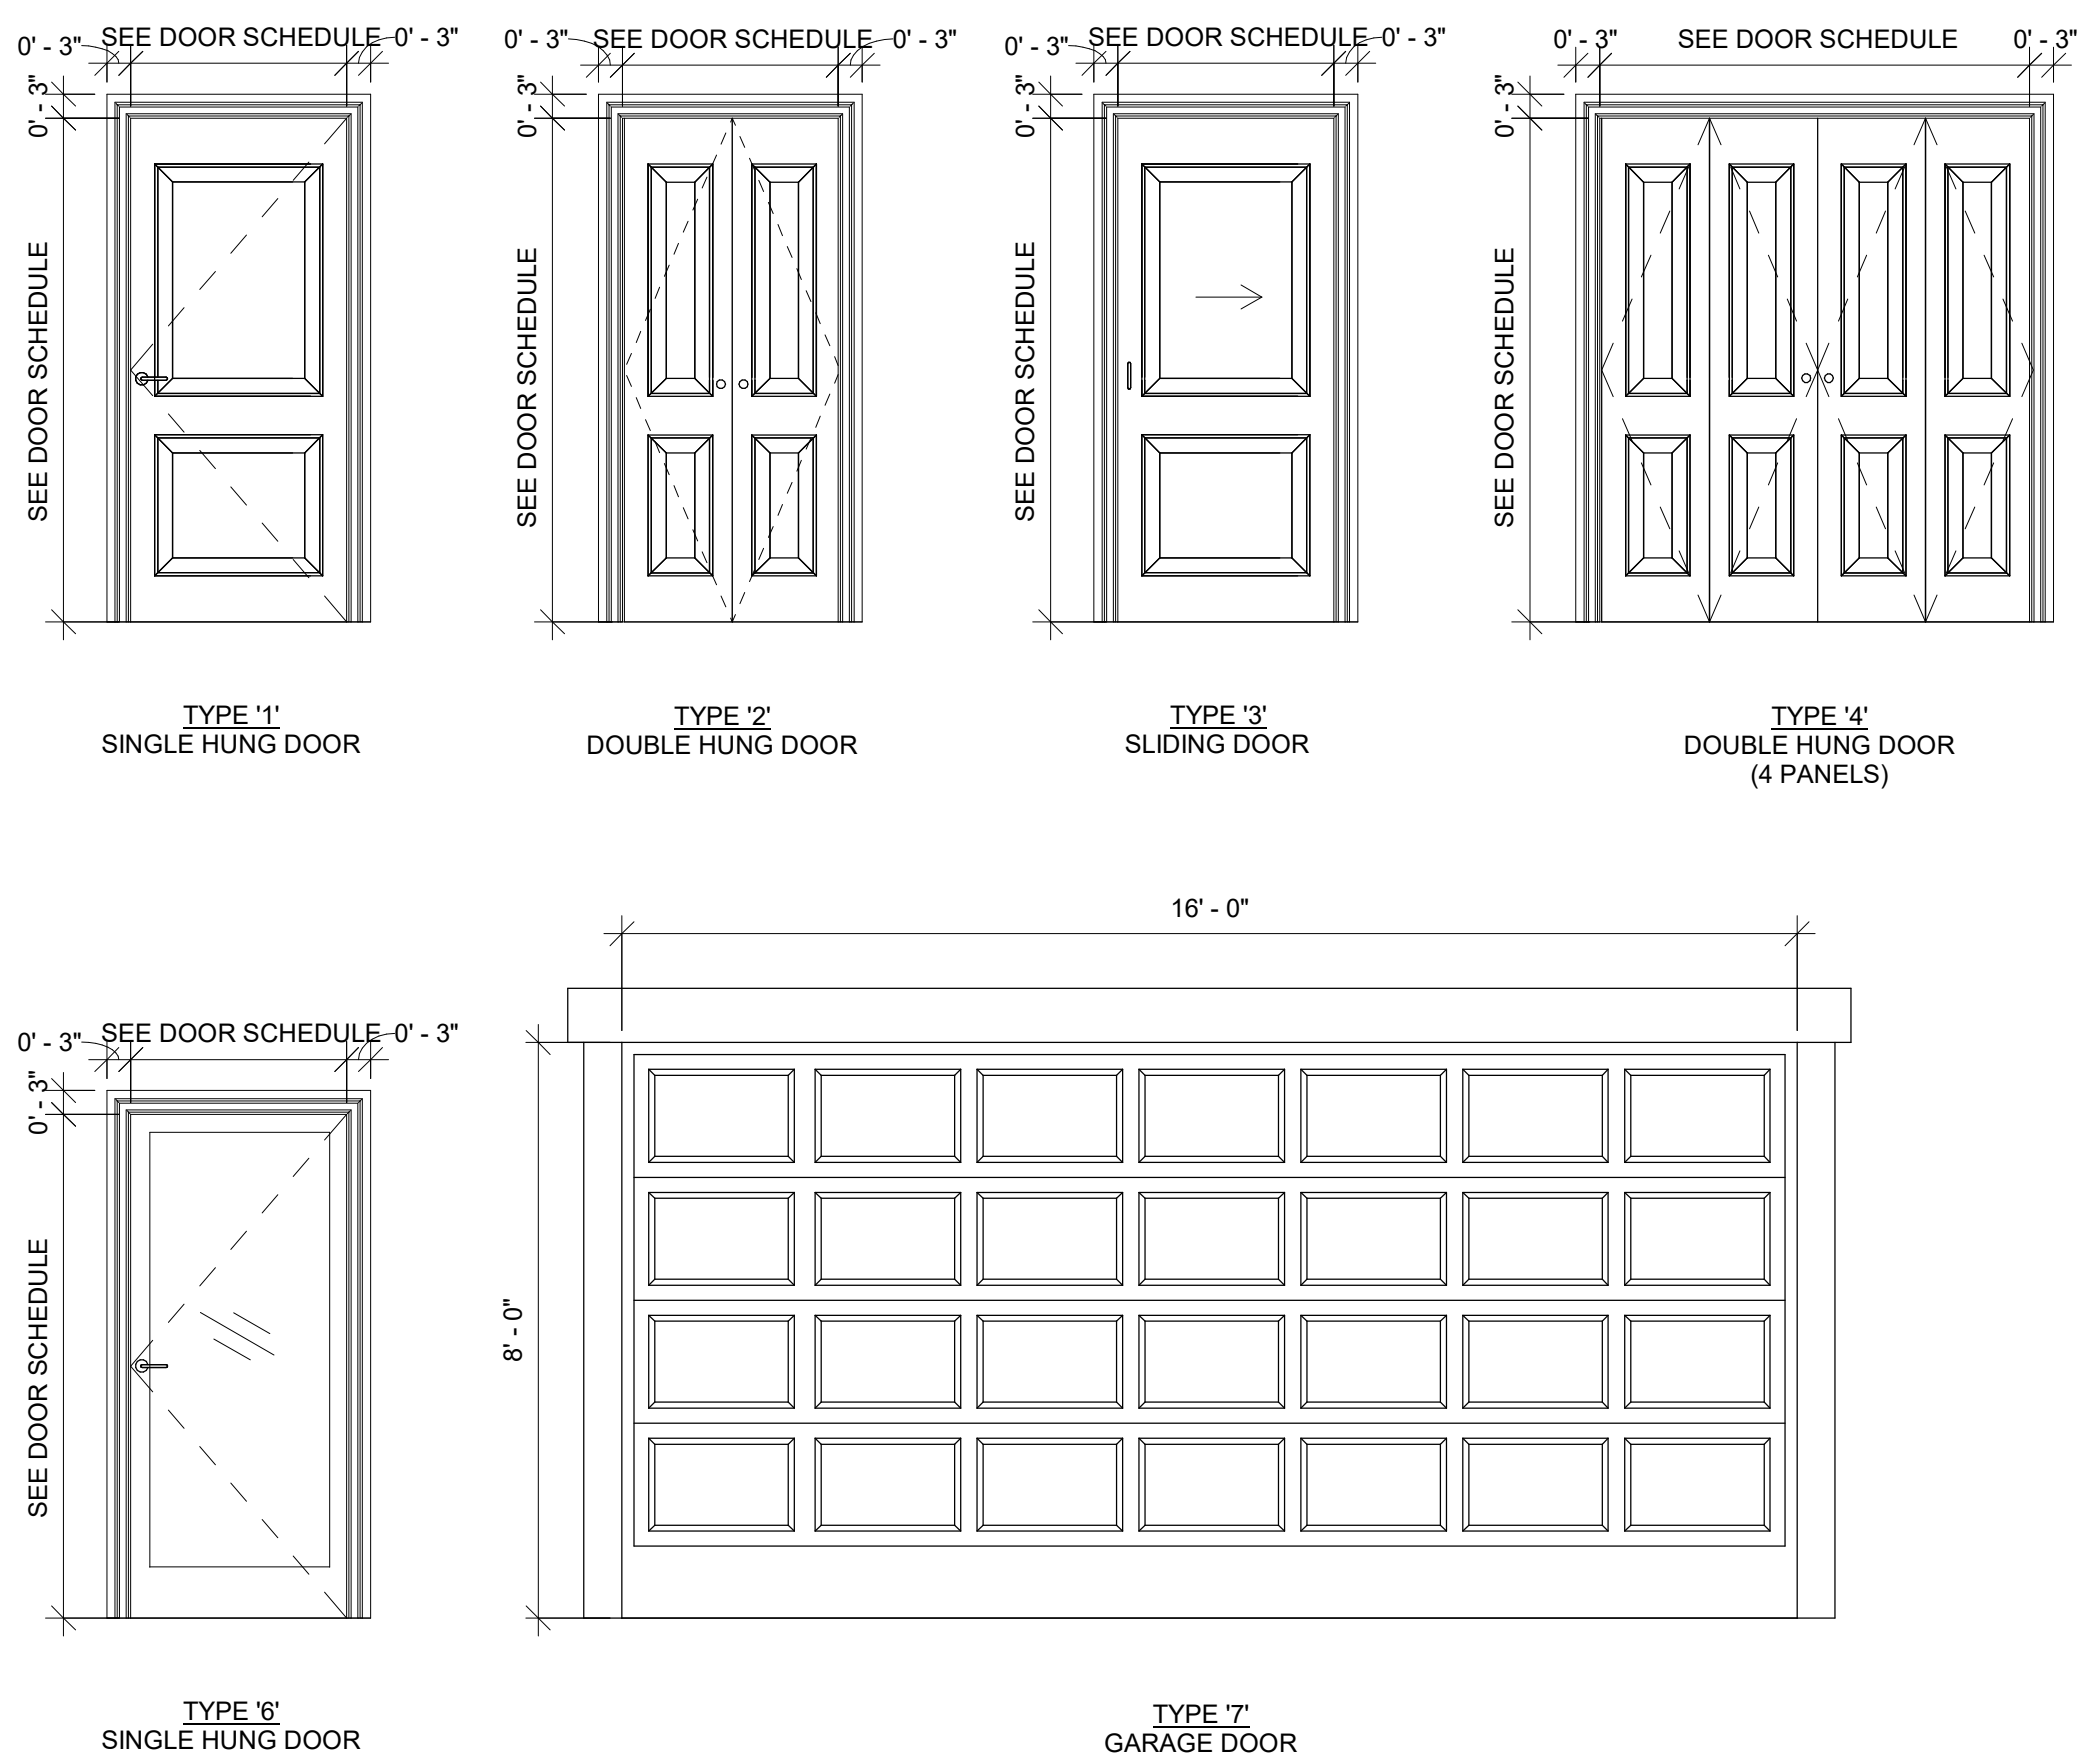 0' - 3" SEE DOOR SCHEDULE 0' - 3"
0' - 3"
SEE DOOR SCHEDULE
TYPE '1'
SINGLE HUNG DOOR
0' - 3" SEE DOOR SCHEDULE 0' - 3"
0' - 3"
SEE DOOR SCHEDULE
TYPE '2'
DOUBLE HUNG DOOR
0' - 3" SEE DOOR SCHEDULE 0' - 3"
0' - 3"
SEE DOOR SCHEDULE
TYPE '3'
SLIDING DOOR
0' - 3" SEE DOOR SCHEDULE 0' - 3"
0' - 3"
SEE DOOR SCHEDULE
TYPE '4'
DOUBLE HUNG DOOR
(4 PANELS)
0' - 3" SEE DOOR SCHEDULE 0' - 3"
0' - 3"
SEE DOOR SCHEDULE
TYPE '6'
SINGLE HUNG DOOR
16' - 0"
8' - 0"
TYPE '7'
GARAGE DOOR